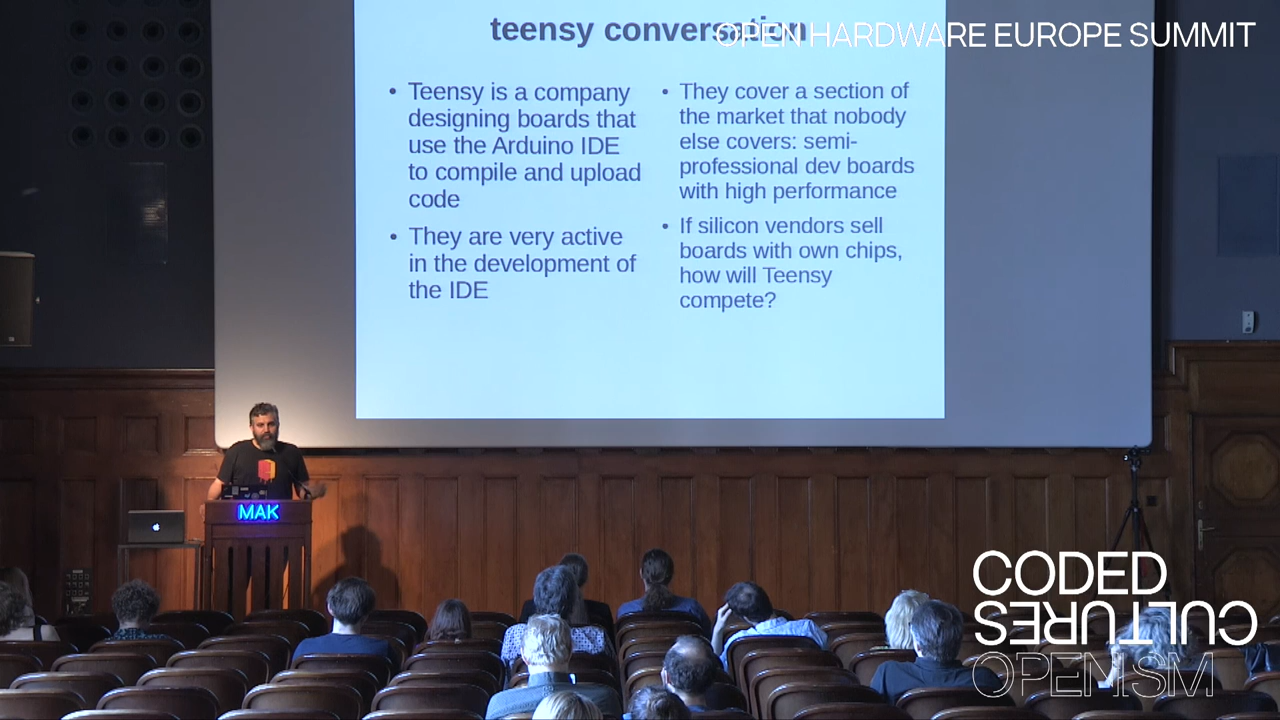 teensy conversation
OPEN HARDWARE EUROPE SUMMIT
• Teensy is a company
designing boards that
use the Arduino IDE
to compile and upload
code
• They are very active
in the development of
the IDE
• They cover a section of
the market that nobody
else covers: semi-
professional dev boards
with high performance
• If silicon vendors sell
boards with own chips,
how will Teensy
compete?
MAK
CODED
CULTURES
OPENISM